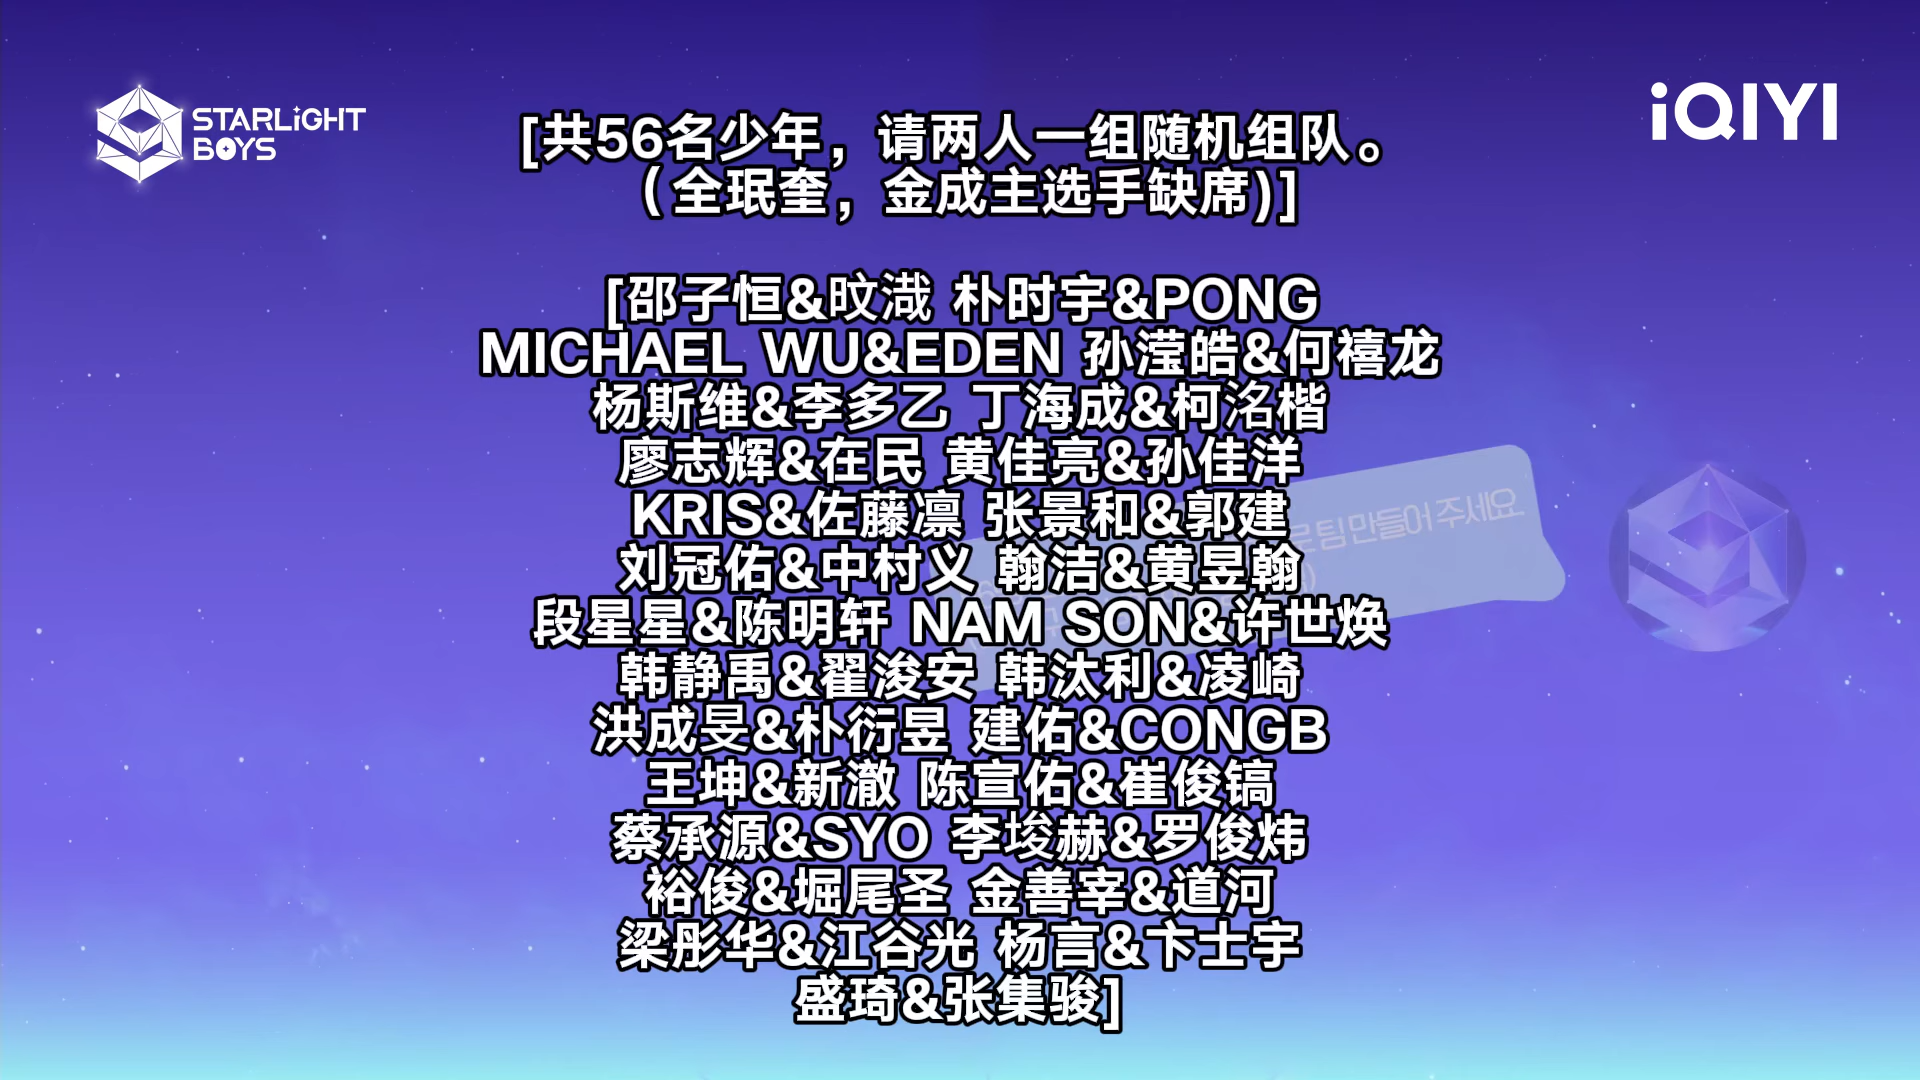 STARLiGHT
BOYS
iQIYI
[共56名少年，请两人一组随机组队。
（全珉奎，金成主选手缺席)]
[邵子恒&旼渽 朴时宇&PONG
MICHAEL WU&EDEN 孙滢皓&何禧龙
杨斯维&李多乙 丁海成&柯洺楷
廖志辉&在民 黄佳亮&孙佳洋
KRIS&佐藤凛 张景和&郭建
刘冠佑&中村义 翰洁&黄昱翰
段星星&陈明轩 NAM SON&许世焕
韩静禹&翟浚安 韩汰利&凌崎
洪成旻&朴衍昱 建佑&CONGB
王坤&新澈 陈宣佑&崔俊镐
蔡承源&SYO 李埈赫&罗俊炜
裕俊&堀尾圣 金善宰&道河
梁彤华&江谷光 杨言&卞士宇
盛琦&张集骏]
팀 만들어 주세요